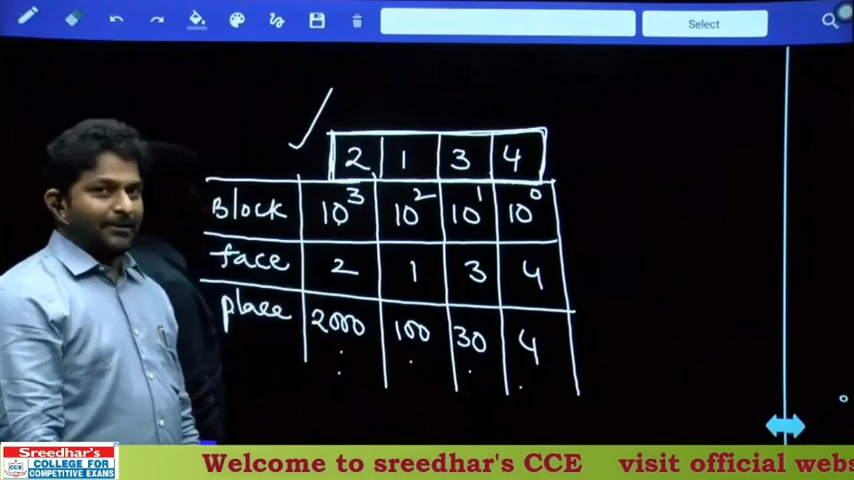 Select
2 1 3 4
Block 10³ 10² 10¹ 10⁰
face 2 1 3 4
place 2000 100 30 4
Sreedhar's
CCE
COLLEGE FOR
COMPETITIVE EXAMS
Welcome to sreedhar's CCE visit official webs